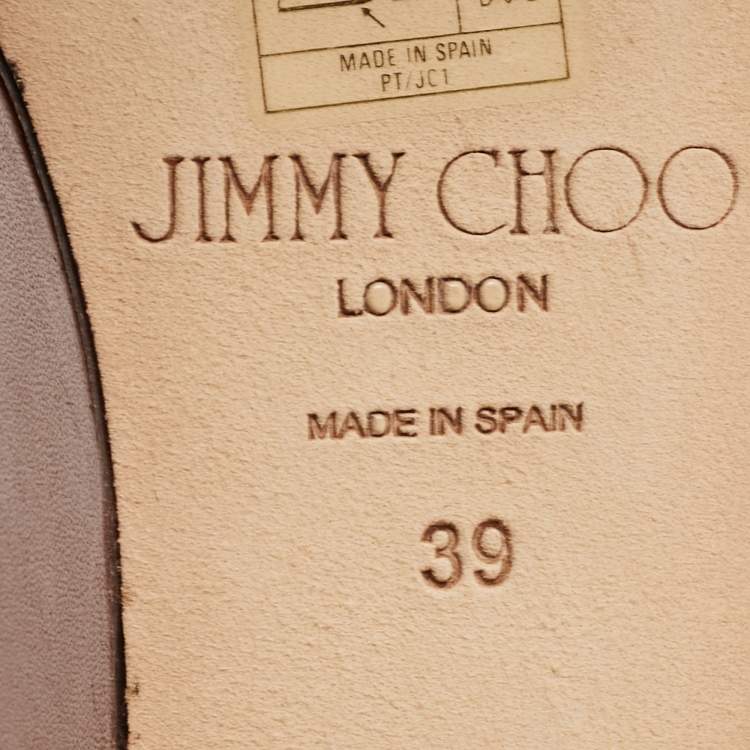 MADE IN SPAIN
PT/JC1
JIMMY CHOO
LONDON
MADE IN SPAIN
39